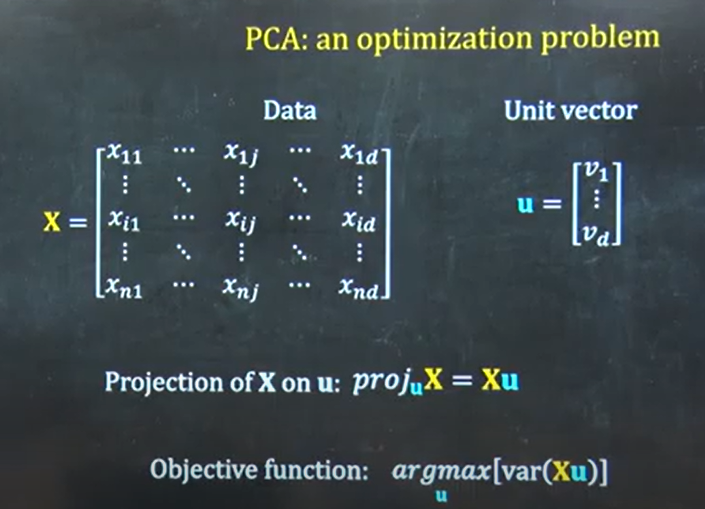 PCA: an optimization problem
Data
Unit vector
X = [x11 ⋯ x1j ⋯ x1d
⋮ ⋱ ⋮ ⋱ ⋮
xi1 ⋯ xij ⋯ xid
⋮ ⋱ ⋮ ⋱ ⋮
xn1 ⋯ xnj ⋯ xnd]
u = [v1
⋮
vd]
Projection of X on u: proj_u X = Xu
Objective function: argmax[var(Xu)]
u